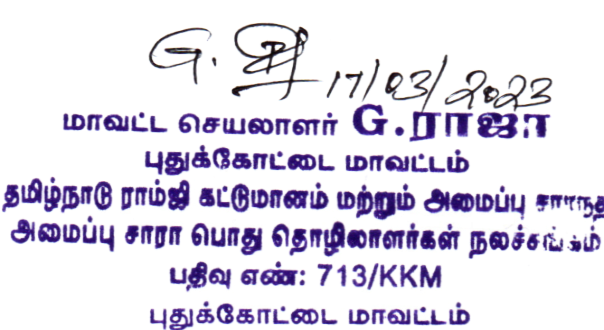 G. 17/03/2023
மாவட்ட செயலாளர் G.ராஜா
புதுக்கோட்டை மாவட்டம்
தமிழ்நாடு ராம்ஜி கட்டுமானம் மற்றும் அமைப்பு
அமைப்பு சாரா பொது தொழிலாளர்கள் நலச்சங்கம்
பதிவு எண்: 713/KKM
புதுக்கோட்டை மாவட்டம்